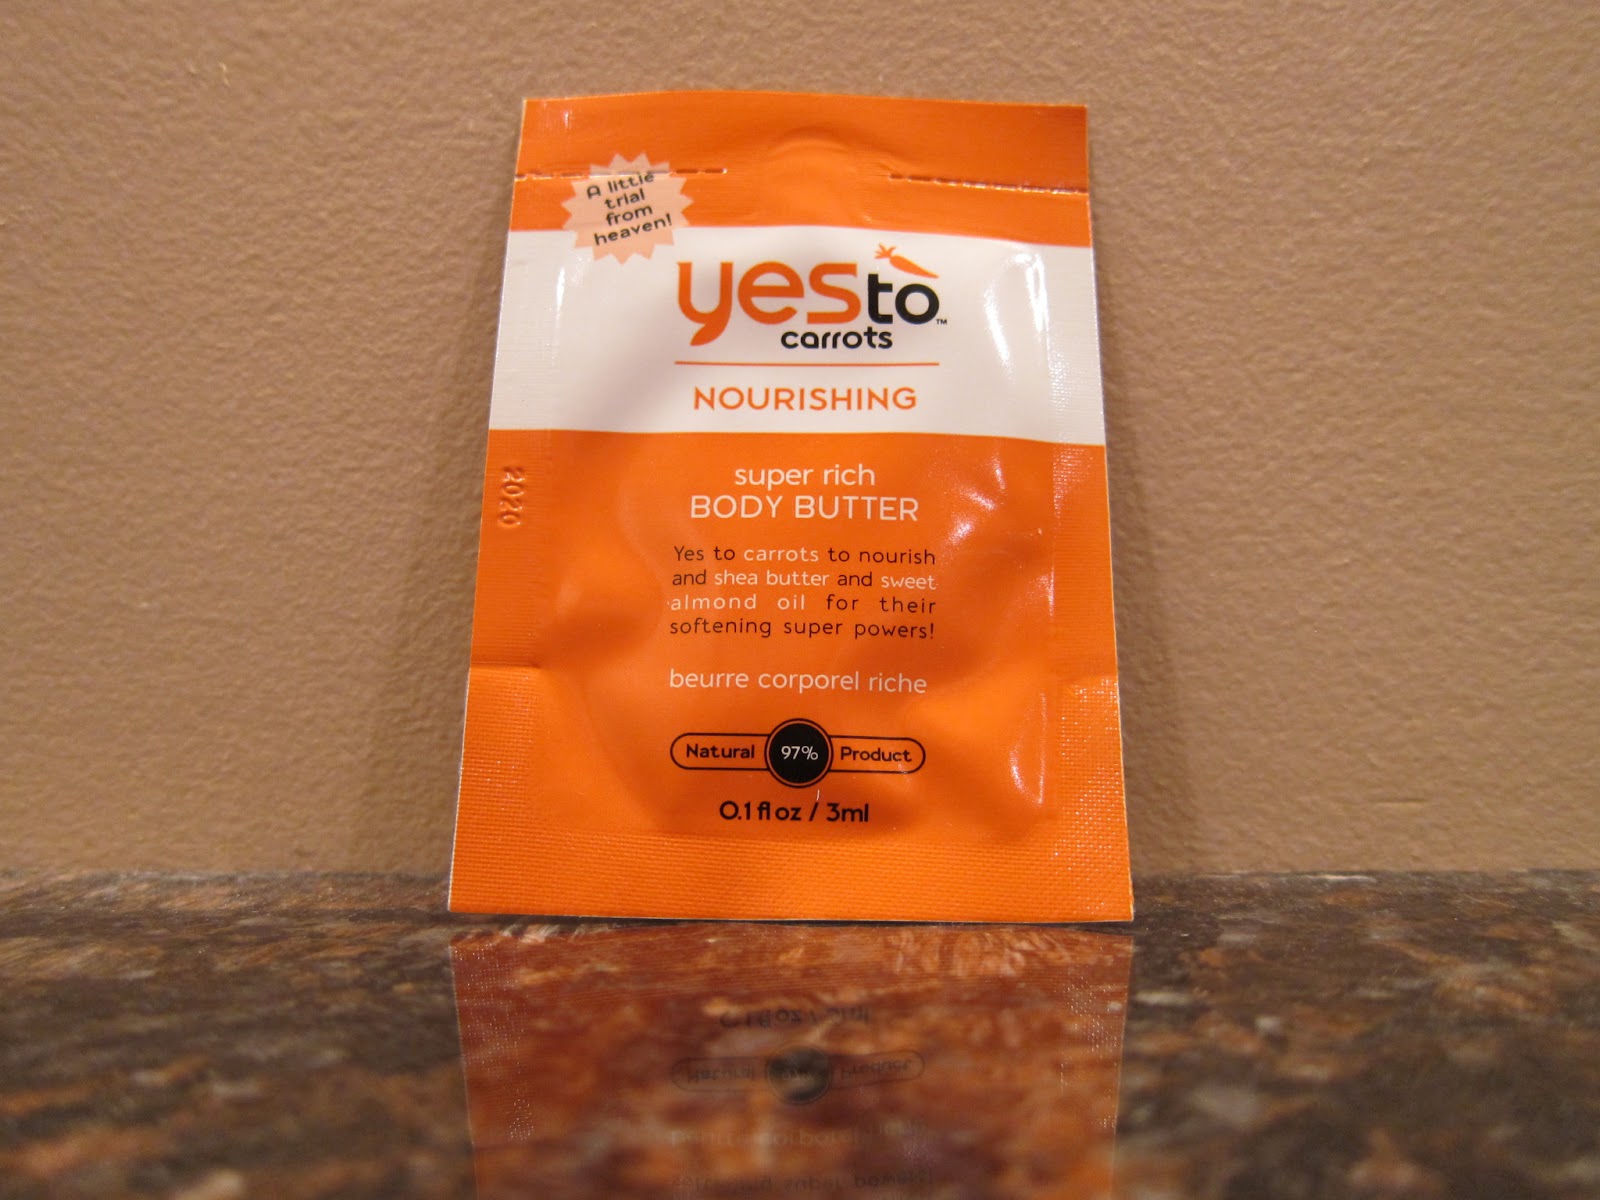 A little
trial
from
heaven!
yes to™
carrots
NOURISHING
2020
super rich
BODY BUTTER
Yes to carrots to nourish
and shea butter and sweet
almond oil for their
softening super powers!
beurre corporel riche
Natural 97% Product
0.1 fl oz / 3ml